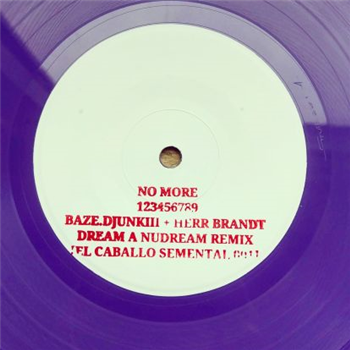 NO MORE
123456789
BAZE.DJUNKIII + HERR BRANDT
DREAM A NUDREAM REMIX
[EL CABALLO SEMENTAL